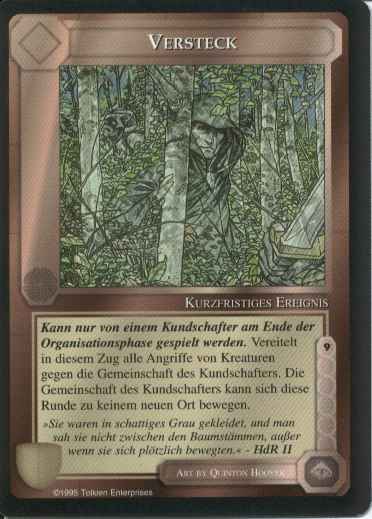 Versteck
Kurzfristiges Ereignis
Kann nur von einem Kundschafter am Ende der
Organisationsphase gespielt werden. Vereitelt
in diesem Zug alle Angriffe von Kreaturen
gegen die Gemeinschaft des Kundschafters. Die
Gemeinschaft des Kundschafters kann sich diese
Runde zu keinem neuen Ort bewegen.
»Sie waren in schattiges Grau gekleidet, und man
sah sie nicht zwischen den Baumstämmen, außer
wenn sie sich plötzlich bewegten.« - HdR II
9
Art by Quinton Hoover
©1995 Tolkien Enterprises